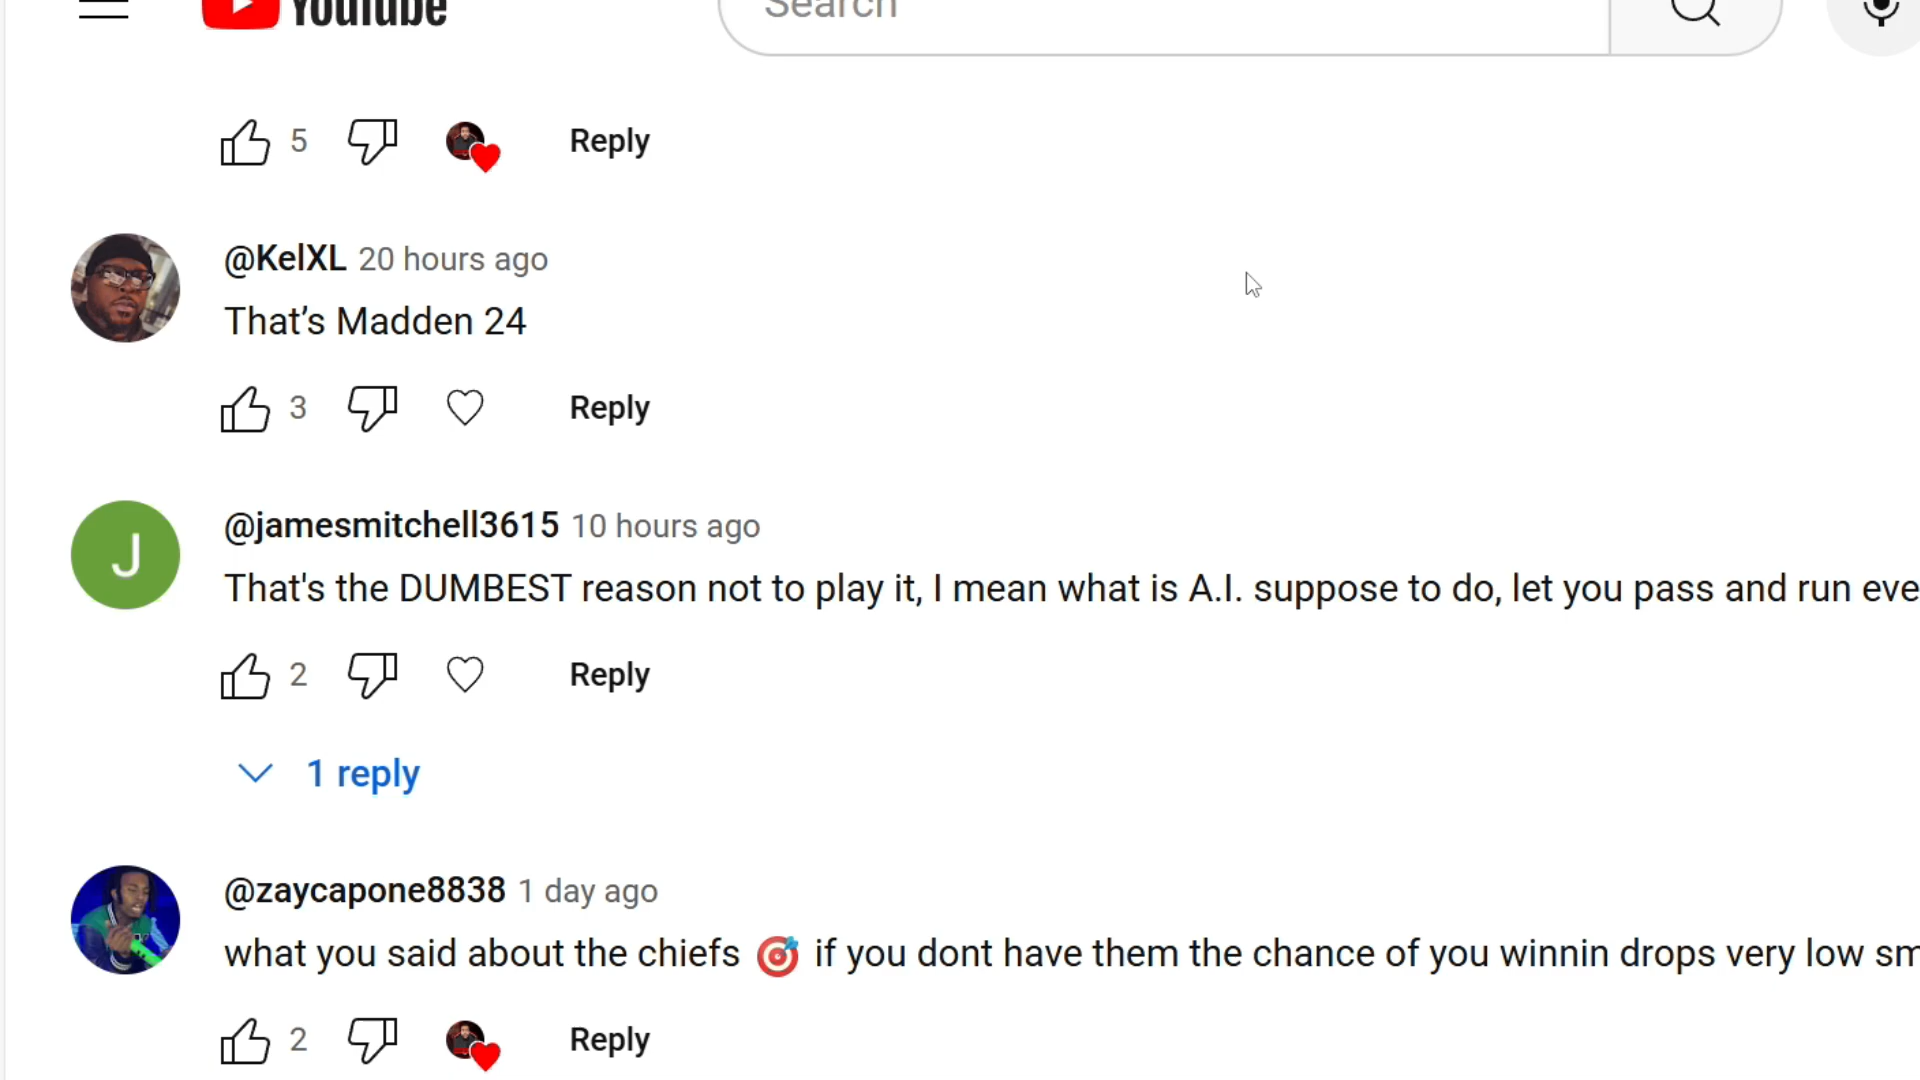 YouTube
Search
5 Reply
@KelXL 20 hours ago
That’s Madden 24
3 Reply
J
@jamesmitchell3615 10 hours ago
That's the DUMBEST reason not to play it, I mean what is A.I. suppose to do, let you pass and run eve
2 Reply
1 reply
@zaycapone8838 1 day ago
what you said about the chiefs 🎯 if you dont have them the chance of you winnin drops very low sm
2 Reply